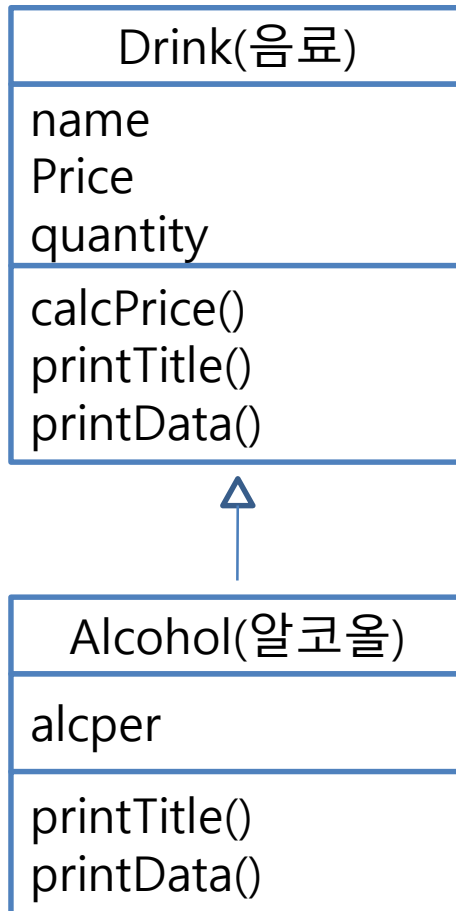 Drink(음료)
name
Price
quantity
calcPrice()
printTitle()
printData()
Alcohol(알코올)
alcper
printTitle()
printData()